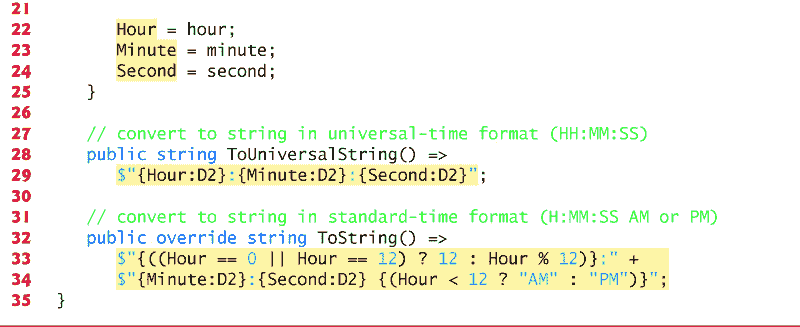 21
22 Hour = hour;
23 Minute = minute;
24 Second = second;
25 }
26
27 // convert to string in universal-time format (HH:MM:SS)
28 public string ToUniversalString() =>
29 $"{Hour:D2}:{Minute:D2}:{Second:D2}";
30
31 // convert to string in standard-time format (H:MM:SS AM or PM)
32 public override string ToString() =>
33 $"{((Hour == 0 || Hour == 12) ? 12 : Hour % 12)}:" +
34 $"{Minute:D2}:{Second:D2} {(Hour < 12 ? "AM" : "PM")}";
35 }